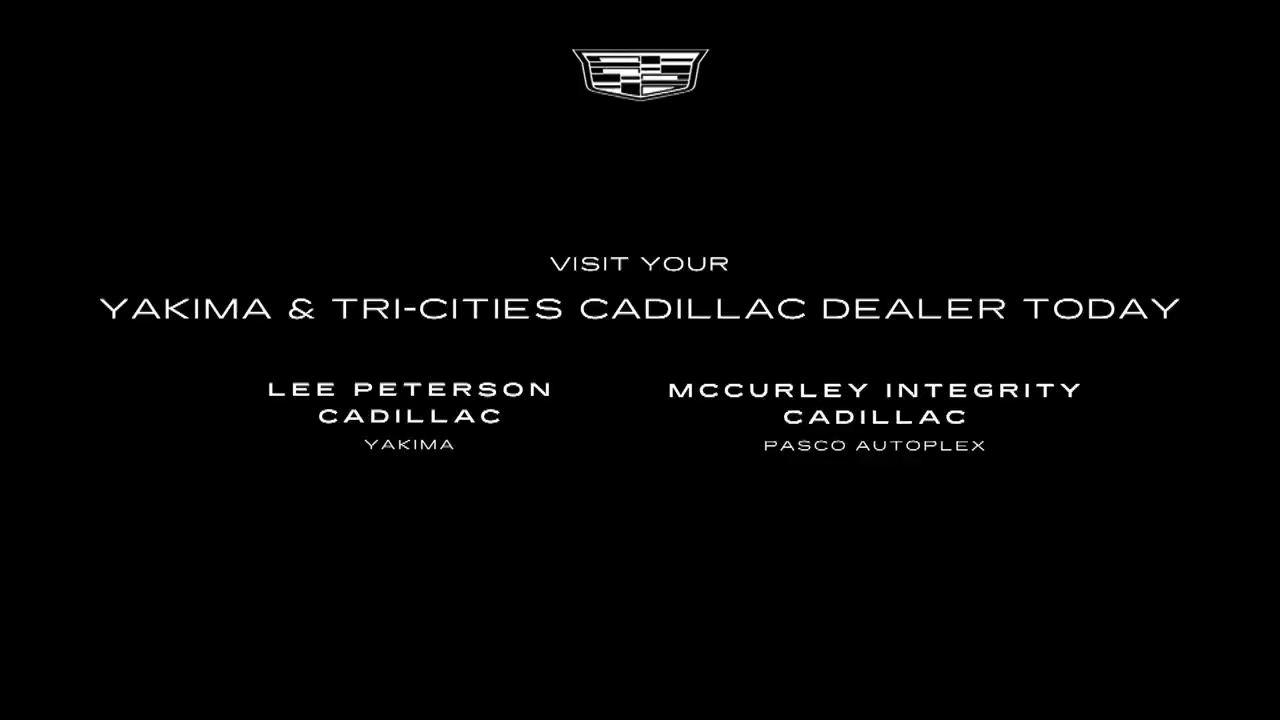 VISIT YOUR
YAKIMA & TRI-CITIES CADILLAC DEALER TODAY
LEE PETERSON
CADILLAC
YAKIMA
MCCURLEY INTEGRITY
CADILLAC
PASCO AUTOPLEX